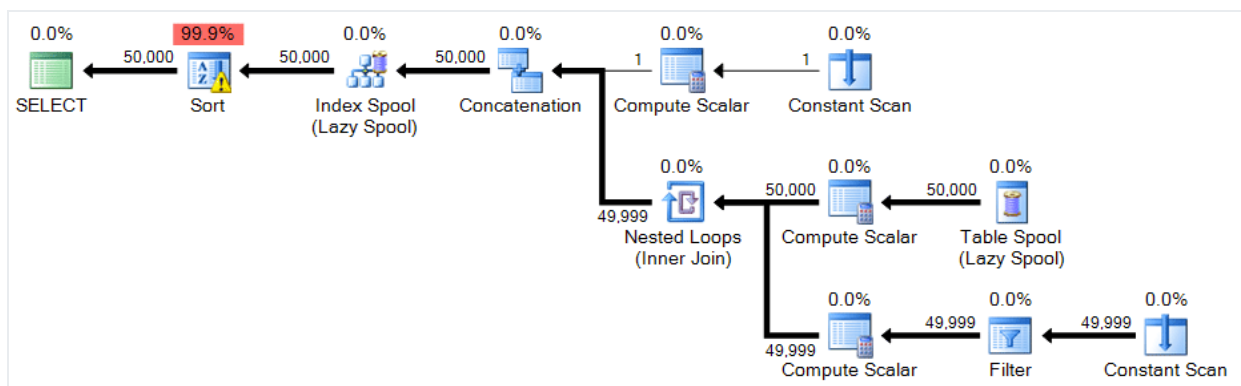 0.0%
99.9%
0.0%
0.0%
0.0%
0.0%
50,000
50,000
50,000
1
1
SELECT
Sort
Index Spool
(Lazy Spool)
Concatenation
Compute Scalar
Constant Scan
0.0%
0.0%
0.0%
49,999
50,000
50,000
Nested Loops
(Inner Join)
Compute Scalar
Table Spool
(Lazy Spool)
0.0%
0.0%
0.0%
49,999
49,999
49,999
Compute Scalar
Filter
Constant Scan